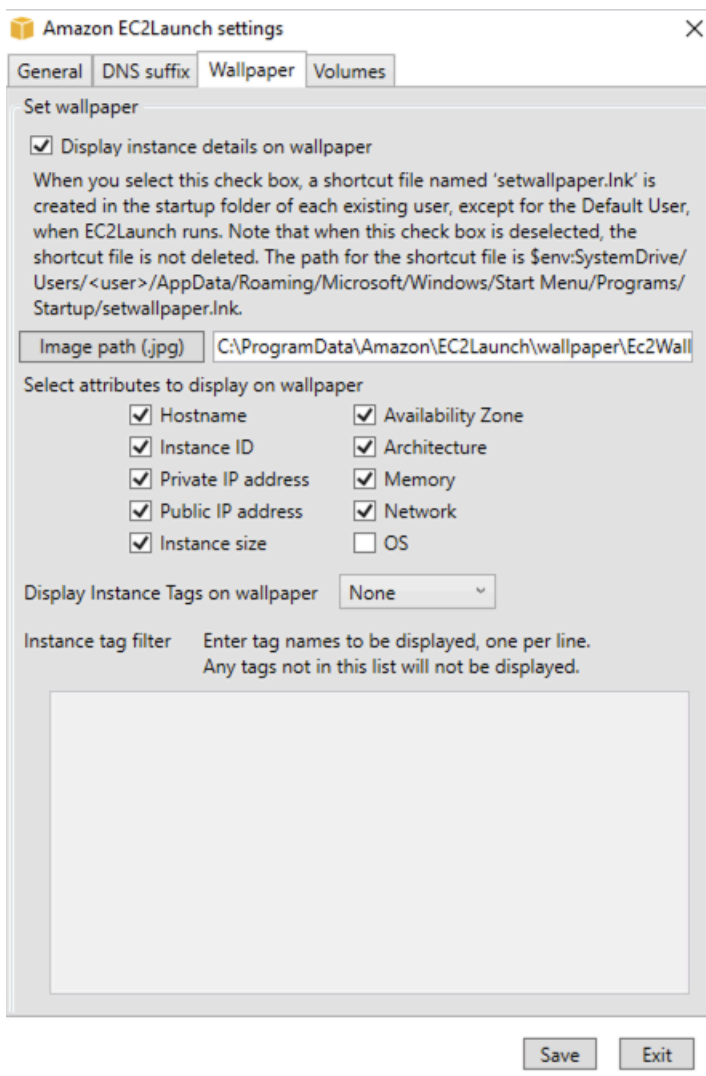 Amazon EC2Launch settings
General DNS suffix Wallpaper Volumes
Set wallpaper
Display instance details on wallpaper
When you select this check box, a shortcut file named 'setwallpaper.lnk' is
created in the startup folder of each existing user, except for the Default User,
when EC2Launch runs. Note that when this check box is deselected, the
shortcut file is not deleted. The path for the shortcut file is $env:SystemDrive/
Users/<user>/AppData/Roaming/Microsoft/Windows/Start Menu/Programs/
Startup/setwallpaper.lnk.
Image path (.jpg) C:\ProgramData\Amazon\EC2Launch\wallpaper\Ec2Wall
Select attributes to display on wallpaper
Hostname Availability Zone
Instance ID Architecture
Private IP address Memory
Public IP address Network
Instance size OS
Display Instance Tags on wallpaper None
Instance tag filter Enter tag names to be displayed, one per line.
Any tags not in this list will not be displayed.
Save Exit